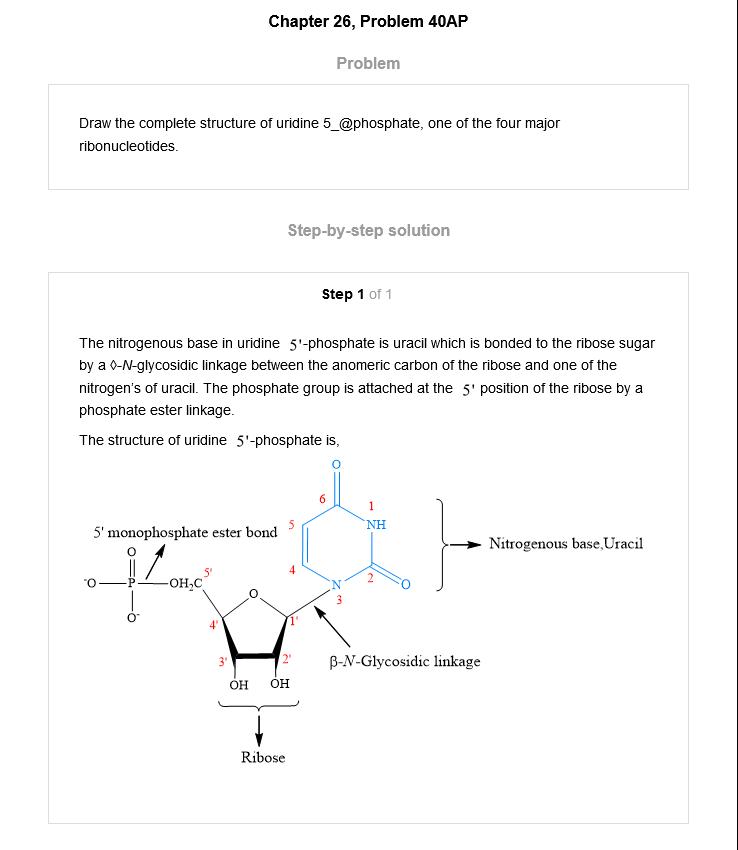 Chapter 26, Problem 40AP
Problem
Draw the complete structure of uridine 5_@phosphate, one of the four major
ribonucleotides.
Step-by-step solution
Step 1 of 1
The nitrogenous base in uridine 5'-phosphate is uracil which is bonded to the ribose sugar
by a ◊-N-glycosidic linkage between the anomeric carbon of the ribose and one of the
nitrogen's of uracil. The phosphate group is attached at the 5' position of the ribose by a
phosphate ester linkage.
The structure of uridine 5'-phosphate is,
O
6
1
5
NH
5' monophosphate ester bond
Nitrogenous base,Uracil
O
4
5'
2
⁻O
P
OH₂C
N
O
O
3
O⁻
4'
1'
3'
2'
β-N-Glycosidic linkage
OH
OH
Ribose